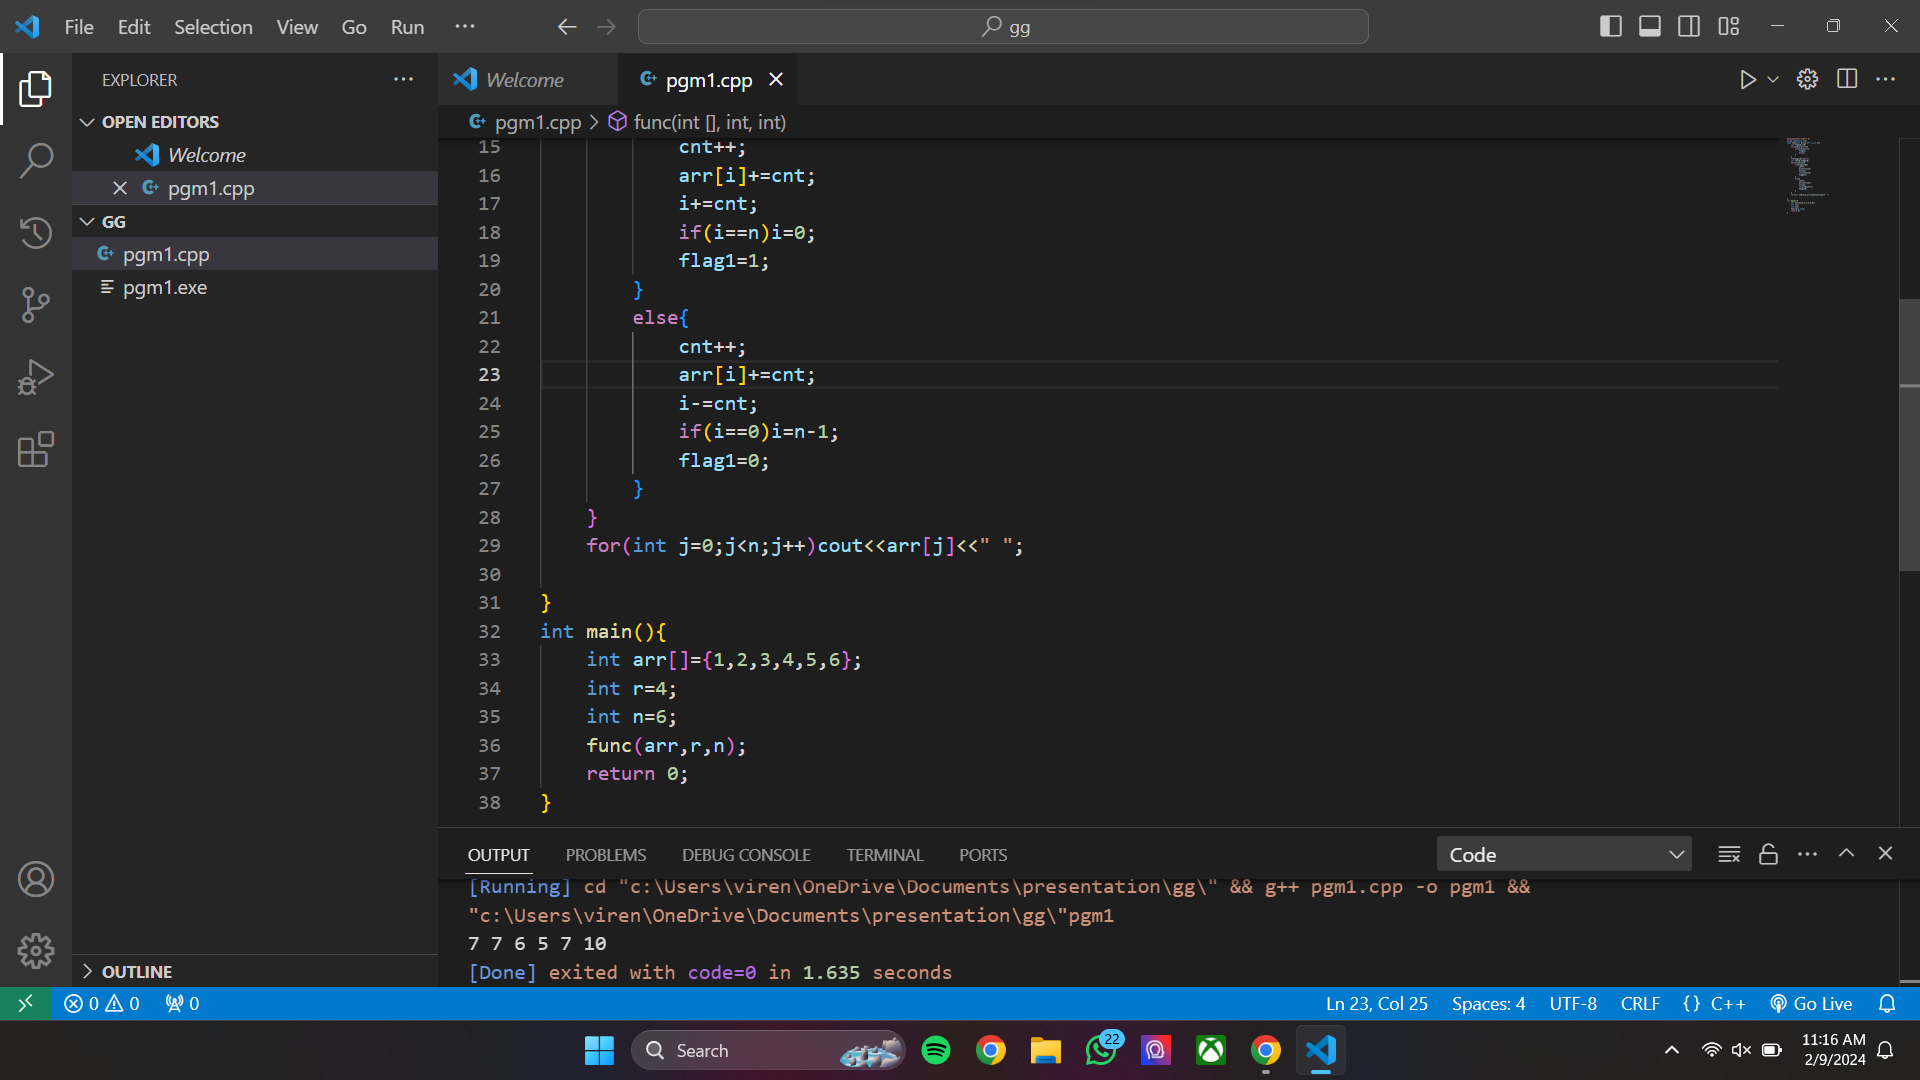 File Edit Selection View Go Run ··· gg
EXPLORER ···
OPEN EDITORS
Welcome
pgm1.cpp
GG
pgm1.cpp
pgm1.exe
OUTLINE
Welcome pgm1.cpp
pgm1.cpp > func(int [], int, int)
15 cnt++;
16 arr[i]+=cnt;
17 i+=cnt;
18 if(i==n)i=0;
19 flag1=1;
20 }
21 else{
22 cnt++;
23 arr[i]+=cnt;
24 i-=cnt;
25 if(i==0)i=n-1;
26 flag1=0;
27 }
28 }
29 for(int j=0;j<n;j++)cout<<arr[j]<<" ";
30
31 }
32 int main(){
33 int arr[]={1,2,3,4,5,6};
34 int r=4;
35 int n=6;
36 func(arr,r,n);
37 return 0;
38 }
OUTPUT PROBLEMS DEBUG CONSOLE TERMINAL PORTS Code
[Running] cd "c:\Users\viren\OneDrive\Documents\presentation\gg\" && g++ pgm1.cpp -o pgm1 &&
"c:\Users\viren\OneDrive\Documents\presentation\gg\"pgm1
7 7 6 5 7 10
[Done] exited with code=0 in 1.635 seconds
0 0 0 Ln 23, Col 25 Spaces: 4 UTF-8 CRLF {} C++ Go Live
Search 22 11:16 AM
2/9/2024